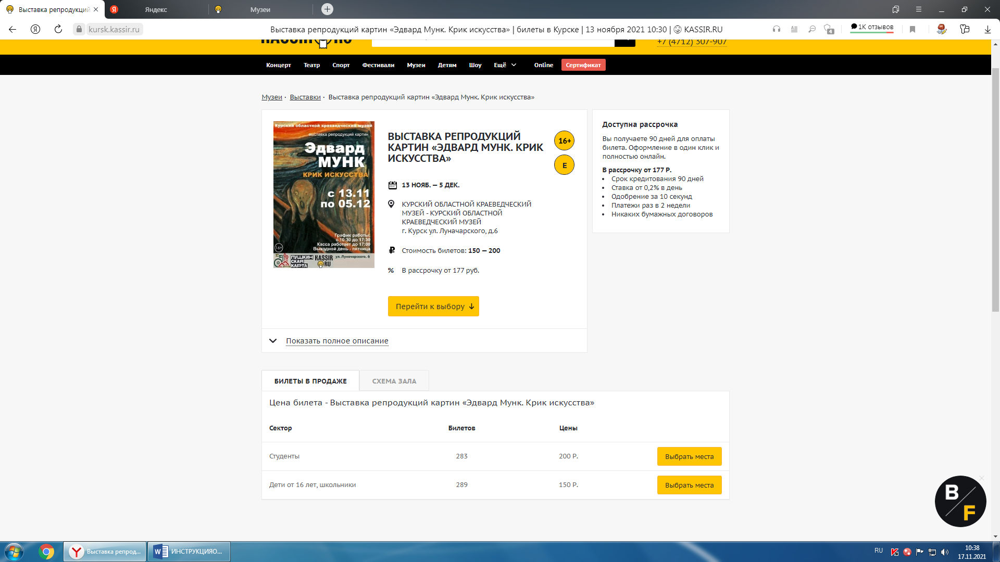 Выставка репродукций
Яндекс
Музеи
kursk.kassir.ru
Выставка репродукций картин «Эдвард Мунк. Крик искусства» | билеты в Курске | 13 ноября 2021 10:30 | KASSIR.RU
1К отзывов
4
+7 (4712) 307-907
Концерт
Театр
Спорт
Фестивали
Музеи
Детям
Шоу
Ещё
Online
Сертификат
Музеи · Выставки · Выставка репродукций картин «Эдвард Мунк. Крик искусства»
Курский областной краеведческий музей
выставка репродукций картин
Эдвард
МУНК
КРИК ИСКУССТВА
с 13.11
по 05.12
График работы:
с 10:30 до 17:30
Касса работает до 17:00
Выходной день - пятница
16+
ПУШКИН
СКАЯ
КАРТА
KASSIR
RU
ул. Луначарского, 6
ВЫСТАВКА РЕПРОДУКЦИЙ
КАРТИН «ЭДВАРД МУНК. КРИК
ИСКУССТВА»
16+
E
13 НОЯБ. — 5 ДЕК.
КУРСКИЙ ОБЛАСТНОЙ КРАЕВЕДЧЕСКИЙ
МУЗЕЙ - КУРСКИЙ ОБЛАСТНОЙ
КРАЕВЕДЧЕСКИЙ МУЗЕЙ
г. Курск ул. Луначарского, д.6
₽ Стоимость билетов: 150 — 200
% В рассрочку от 177 руб.
Перейти к выбору ↓
Показать полное описание
Доступна рассрочка
Вы получаете 90 дней для оплаты
билета. Оформление в один клик и
полностью онлайн.
В рассрочку от 177 Р.
• Срок кредитования 90 дней
• Ставка от 0,2% в день
• Одобрение за 10 секунд
• Платежи раз в 2 недели
• Никаких бумажных договоров
БИЛЕТЫ В ПРОДАЖЕ
СХЕМА ЗАЛА
Цена билета - Выставка репродукций картин «Эдвард Мунк. Крик искусства»
Сектор
Билетов
Цены
Студенты
283
200 Р.
Выбрать места
Дети от 16 лет, школьники
289
150 Р.
Выбрать места
B
F
Выставка репрод...
ИНСТРУКЦИЯО...
RU
10:38
17.11.2021